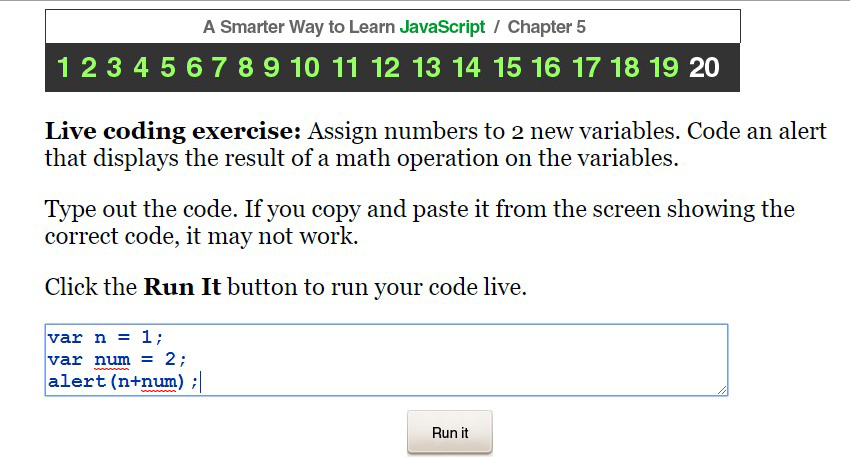 A Smarter Way to Learn JavaScript / Chapter 5
1 2 3 4 5 6 7 8 9 10 11 12 13 14 15 16 17 18 19 20
Live coding exercise: Assign numbers to 2 new variables. Code an alert
that displays the result of a math operation on the variables.
Type out the code. If you copy and paste it from the screen showing the
correct code, it may not work.
Click the Run It button to run your code live.
var n = 1;
var num = 2;
alert(n+num);
Run it